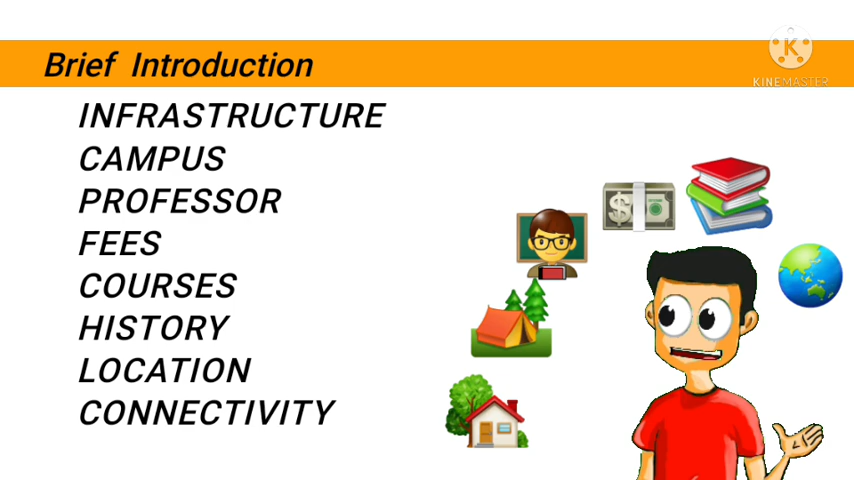 Brief Introduction
KINEMASTER
INFRASTRUCTURE
CAMPUS
PROFESSOR
FEES
COURSES
HISTORY
LOCATION
CONNECTIVITY